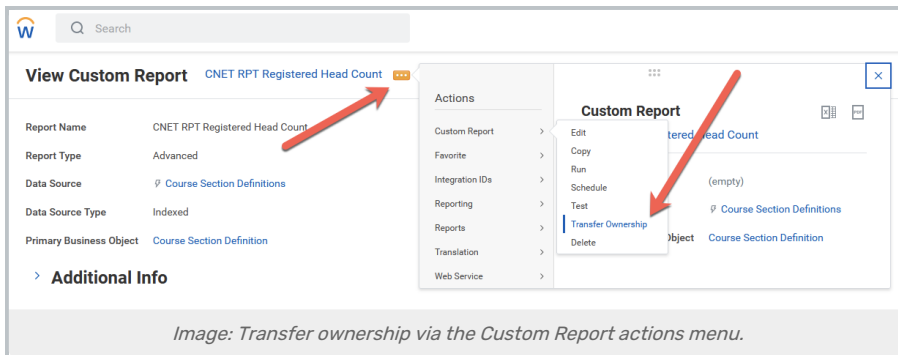 W
Search
View Custom Report CNET RPT Registered Head Count
Report Name CNET RPT Registered Head Count
Report Type Advanced
Data Source Course Section Definitions
Data Source Type Indexed
Primary Business Object Course Section Definition
Additional Info
Actions
Custom Report
Favorite
Integration IDs
Reporting
Reports
Translation
Web Service
Edit
Copy
Run
Schedule
Test
Transfer Ownership
Delete
Custom Report
tered Head Count
(empty)
Course Section Definitions
Object Course Section Definition
Image: Transfer ownership via the Custom Report actions menu.